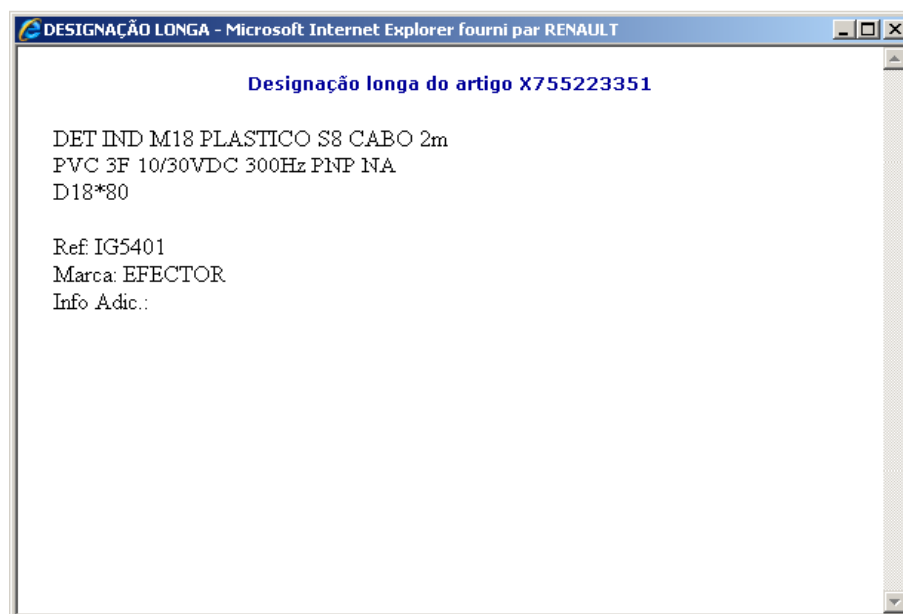 DESIGNAÇÃO LONGA - Microsoft Internet Explorer fourni par RENAULT
Designação longa do artigo X755223351
DET IND M18 PLASTICO S8 CABO 2m
PVC 3F 10/30VDC 300Hz PNP NA
D18*80
Ref: IG5401
Marca: EFECTOR
Info Adic.: